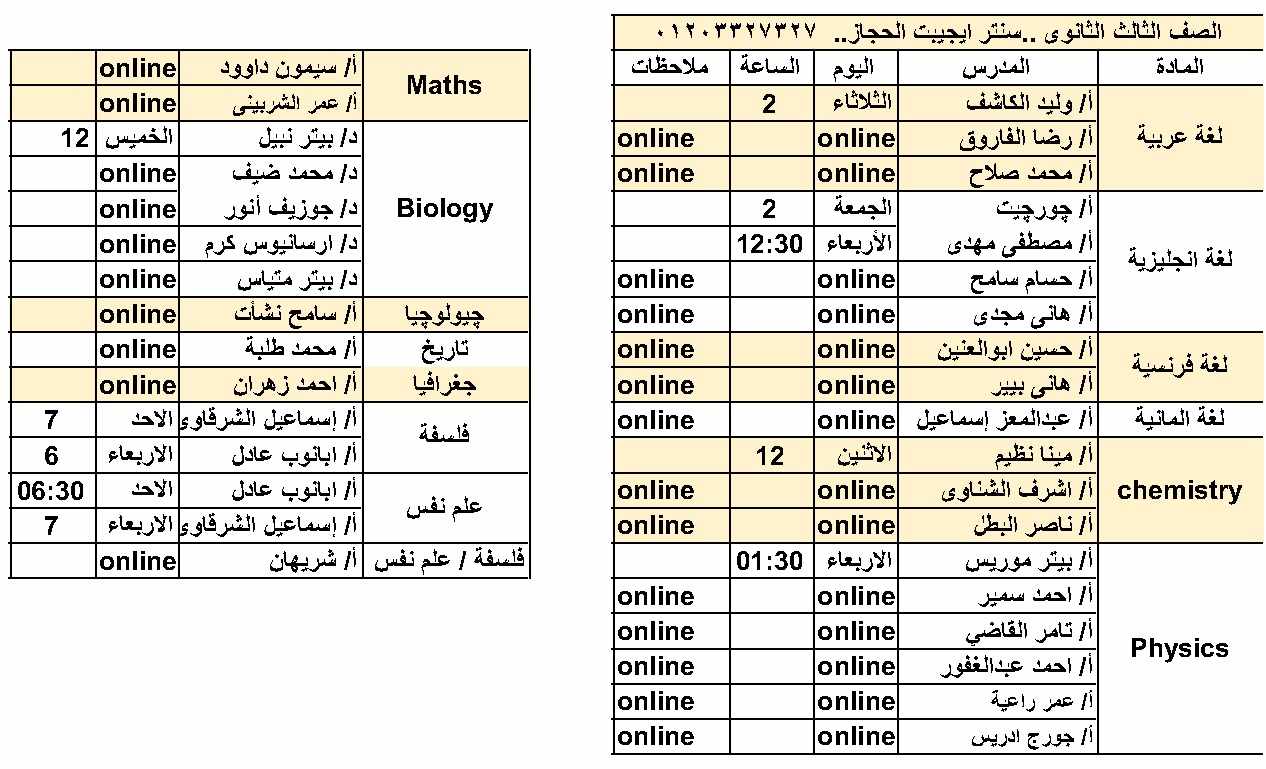 الصف الثالث الثانوى ..سنتر ايجيبت الحجاز.. ٠١٢٠٣٣٢٧٣٢٧
المادة المدرس اليوم الساعة ملاحظات
لغة عربية
أ/ وليد الكاشف الثلاثاء 2
أ/ رضا الفاروق online online
أ/ محمد صلاح online online
لغة انجليزية
أ/ چورچيت الجمعة 2
أ/ مصطفى مهدى الأربعاء 12:30
أ/ حسام سامح online online
أ/ هانى مجدى online online
لغة فرنسية
أ/ حسين ابوالعنين online online
أ/ هانى بيير online online
لغة المانية أ/ عبدالمعز إسماعيل online online
chemistry
أ/ مينا نظيم الاثنين 12
أ/ اشرف الشناوى online online
أ/ ناصر البطل online online
Physics
أ/ بيتر موريس الاربعاء 01:30
أ/ احمد سمير online online
أ/ تامر القاضي online online
أ/ احمد عبدالغفور online online
أ/ عمر راعية online online
أ/ جورج ادريس online online
Maths
أ/ سيمون داوود online
أ/ عمر الشربينى online
Biology
د/ بيتر نبيل الخميس 12
د/ محمد ضيف online
د/ جوزيف أنور online
د/ ارسانيوس كرم online
د/ بيتر متياس online
چيولوچيا أ/ سامح نشأت online
تاريخ أ/ محمد طلبة online
جغرافيا أ/ احمد زهران online
فلسفة
أ/ إسماعيل الشرقاوى الاحد 7
أ/ ابانوب عادل الاربعاء 6
علم نفس
أ/ ابانوب عادل الاحد 06:30
أ/ إسماعيل الشرقاوى الاربعاء 7
فلسفة / علم نفس أ/ شريهان online